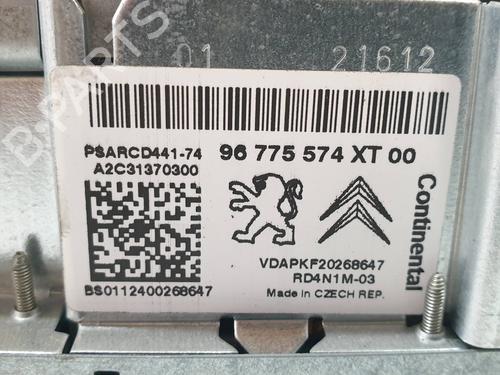 01 21612
B-PARTS
PSARCD441-74 96 775 574 XT 00
A2C31370300
Continental
VDAPKF20268647
RD4N1M-03
BS0112400268647
Made in CZECH REP.